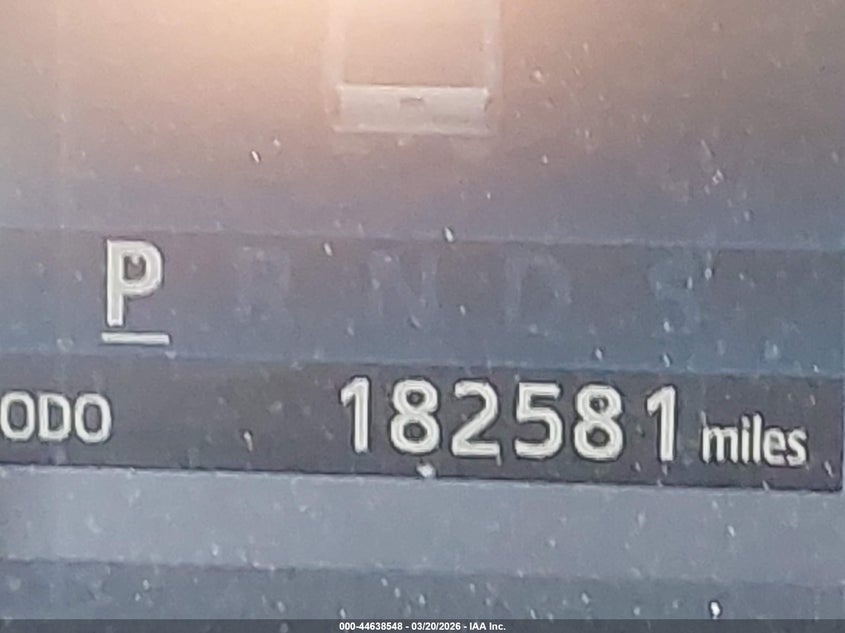 P R N D S
ODO 182581 miles
000-44638548 - 03/20/2026 - IAA Inc.